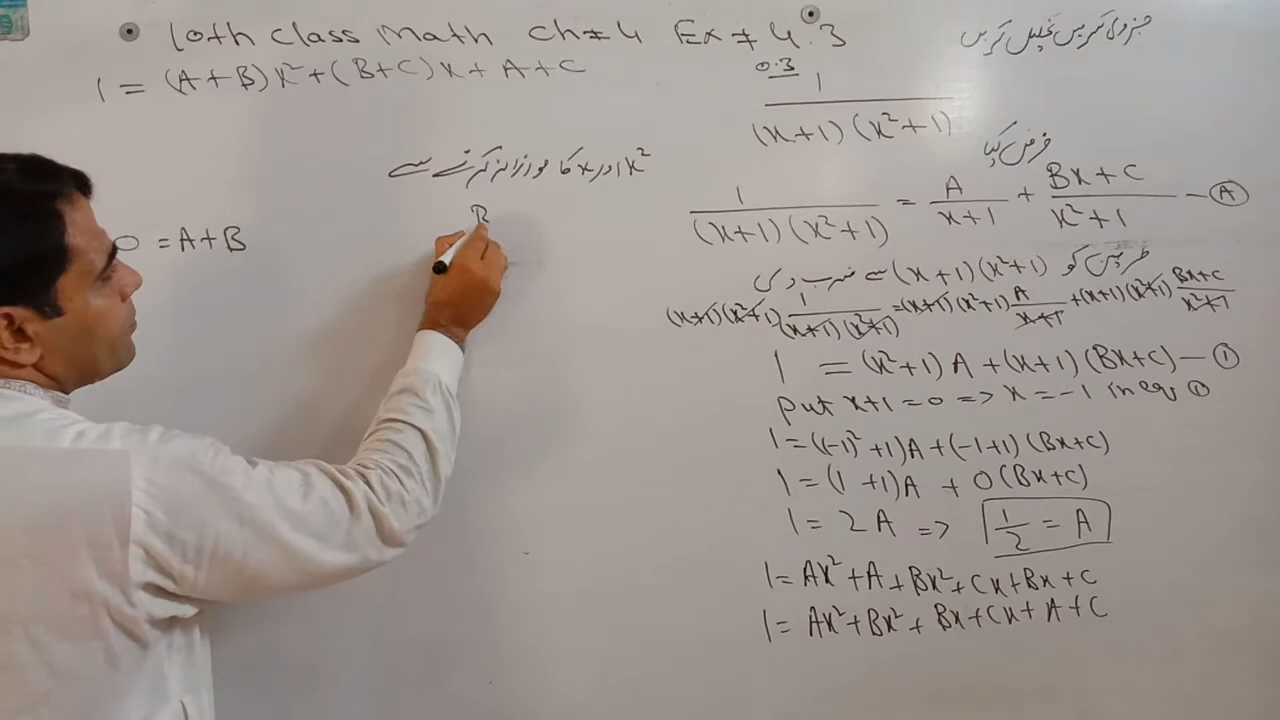 10th class Math ch # 4 Ex # 4.3
1 = (A+B)x²+(B+C)x+A+C
x² اور x کا موازنہ کرنے سے
0 = A+B
B
جزوی کسریں تحلیل کریں
Q.3
1
(x+1)(x²+1)
فرض کیا
1/(x+1)(x²+1) = A/x+1 + Bx+C/x²+1 — Ⓐ
طرفین کو (x+1)(x²+1) سے ضرب دی
(x+1)(x²+1) 1/(x+1)(x²+1) = (x+1)(x²+1) A/x+1 + (x+1)(x²+1) Bx+C/x²+1
1 = (x²+1)A+(x+1)(Bx+C) — ①
put x+1=0 => x=-1 in eq ①
1=((-1)²+1)A+(-1+1)(Bx+C)
1=(1+1)A + 0(Bx+C)
1= 2A => 1/2 = A
1= Ax²+A+Bx²+Cx+Bx+C
1= Ax²+Bx²+Bx+Cx+A+C